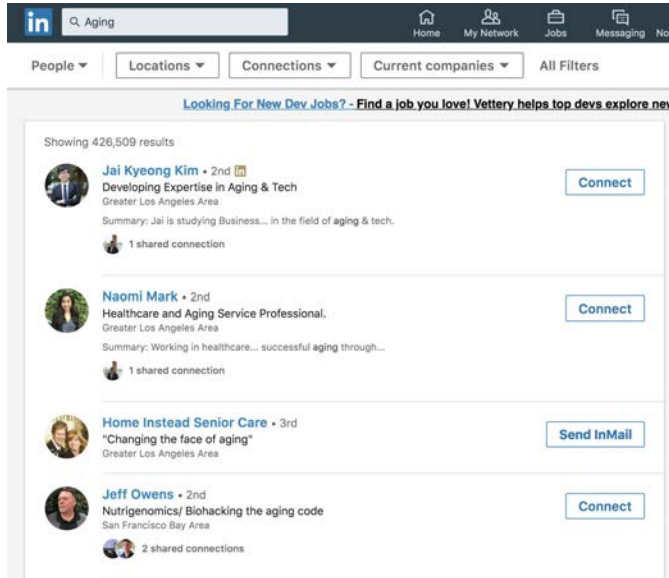 in
Aging
Home
My Network
Jobs
Messaging
No
People
Locations
Connections
Current companies
All Filters
Looking For New Dev Jobs? - Find a job you love! Vettery helps top devs explore new
Showing 426,509 results
Jai Kyeong Kim • 2nd in
Connect
Developing Expertise in Aging & Tech
Greater Los Angeles Area
Summary: Jai is studying Business... in the field of aging & tech.
1 shared connection
Naomi Mark • 2nd
Connect
Healthcare and Aging Service Professional.
Greater Los Angeles Area
Summary: Working in healthcare... successful aging through...
1 shared connection
Home Instead Senior Care • 3rd
Send InMail
"Changing the face of aging"
Greater Los Angeles Area
Jeff Owens • 2nd
Connect
Nutrigenomics/ Biohacking the aging code
San Francisco Bay Area
2 shared connections